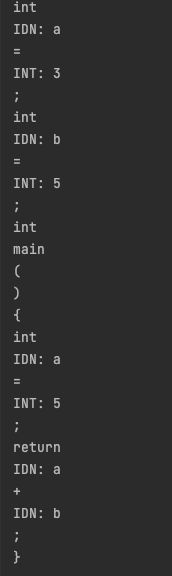 int
IDN: a
=
INT: 3
;
int
IDN: b
=
INT: 5
;
int
main
(
)
{
int
IDN: a
=
INT: 5
;
return
IDN: a
+
IDN: b
;
}